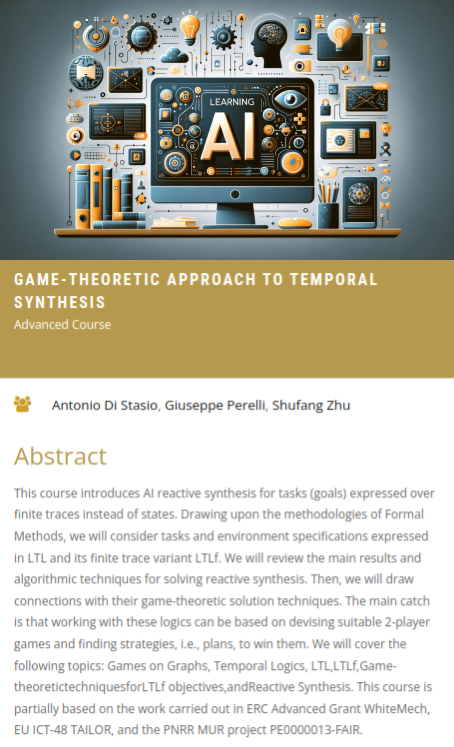 LEARNING
AI
GAME-THEORETIC APPROACH TO TEMPORAL
SYNTHESIS
Advanced Course
Antonio Di Stasio, Giuseppe Perelli, Shufang Zhu
Abstract
This course introduces AI reactive synthesis for tasks (goals) expressed over
finite traces instead of states. Drawing upon the methodologies of Formal
Methods, we will consider tasks and environment specifications expressed
in LTL and its finite trace variant LTLf. We will review the main results and
algorithmic techniques for solving reactive synthesis. Then, we will draw
connections with their game-theoretic solution techniques. The main catch
is that working with these logics can be based on devising suitable 2-player
games and finding strategies, i.e., plans, to win them. We will cover the
following topics: Games on Graphs, Temporal Logics, LTL,LTLf,Game-
theoretictechniquesforLTLf objectives,andReactive Synthesis. This course is
partially based on the work carried out in ERC Advanced Grant WhiteMech,
EU ICT-48 TAILOR, and the PNRR MUR project PE0000013-FAIR.